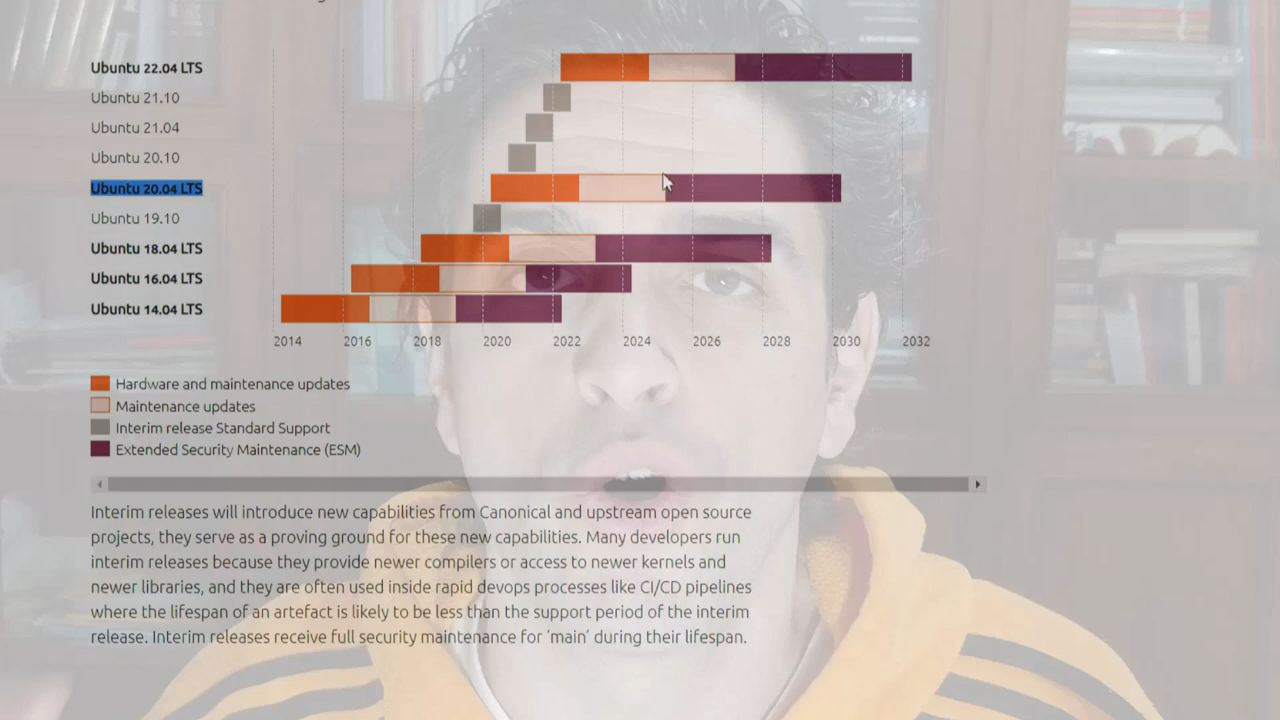 Ubuntu 22.04 LTS
Ubuntu 21.10
Ubuntu 21.04
Ubuntu 20.10
Ubuntu 20.04 LTS
Ubuntu 19.10
Ubuntu 18.04 LTS
Ubuntu 16.04 LTS
Ubuntu 14.04 LTS
2014 2016 2018 2020 2022 2024 2026 2028 2030 2032
Hardware and maintenance updates
Maintenance updates
Interim release Standard Support
Extended Security Maintenance (ESM)
Interim releases will introduce new capabilities from Canonical and upstream open source
projects, they serve as a proving ground for these new capabilities. Many developers run
interim releases because they provide newer compilers or access to newer kernels and
newer libraries, and they are often used inside rapid devops processes like CI/CD pipelines
where the lifespan of an artefact is likely to be less than the support period of the interim
release. Interim releases receive full security maintenance for ‘main’ during their lifespan.